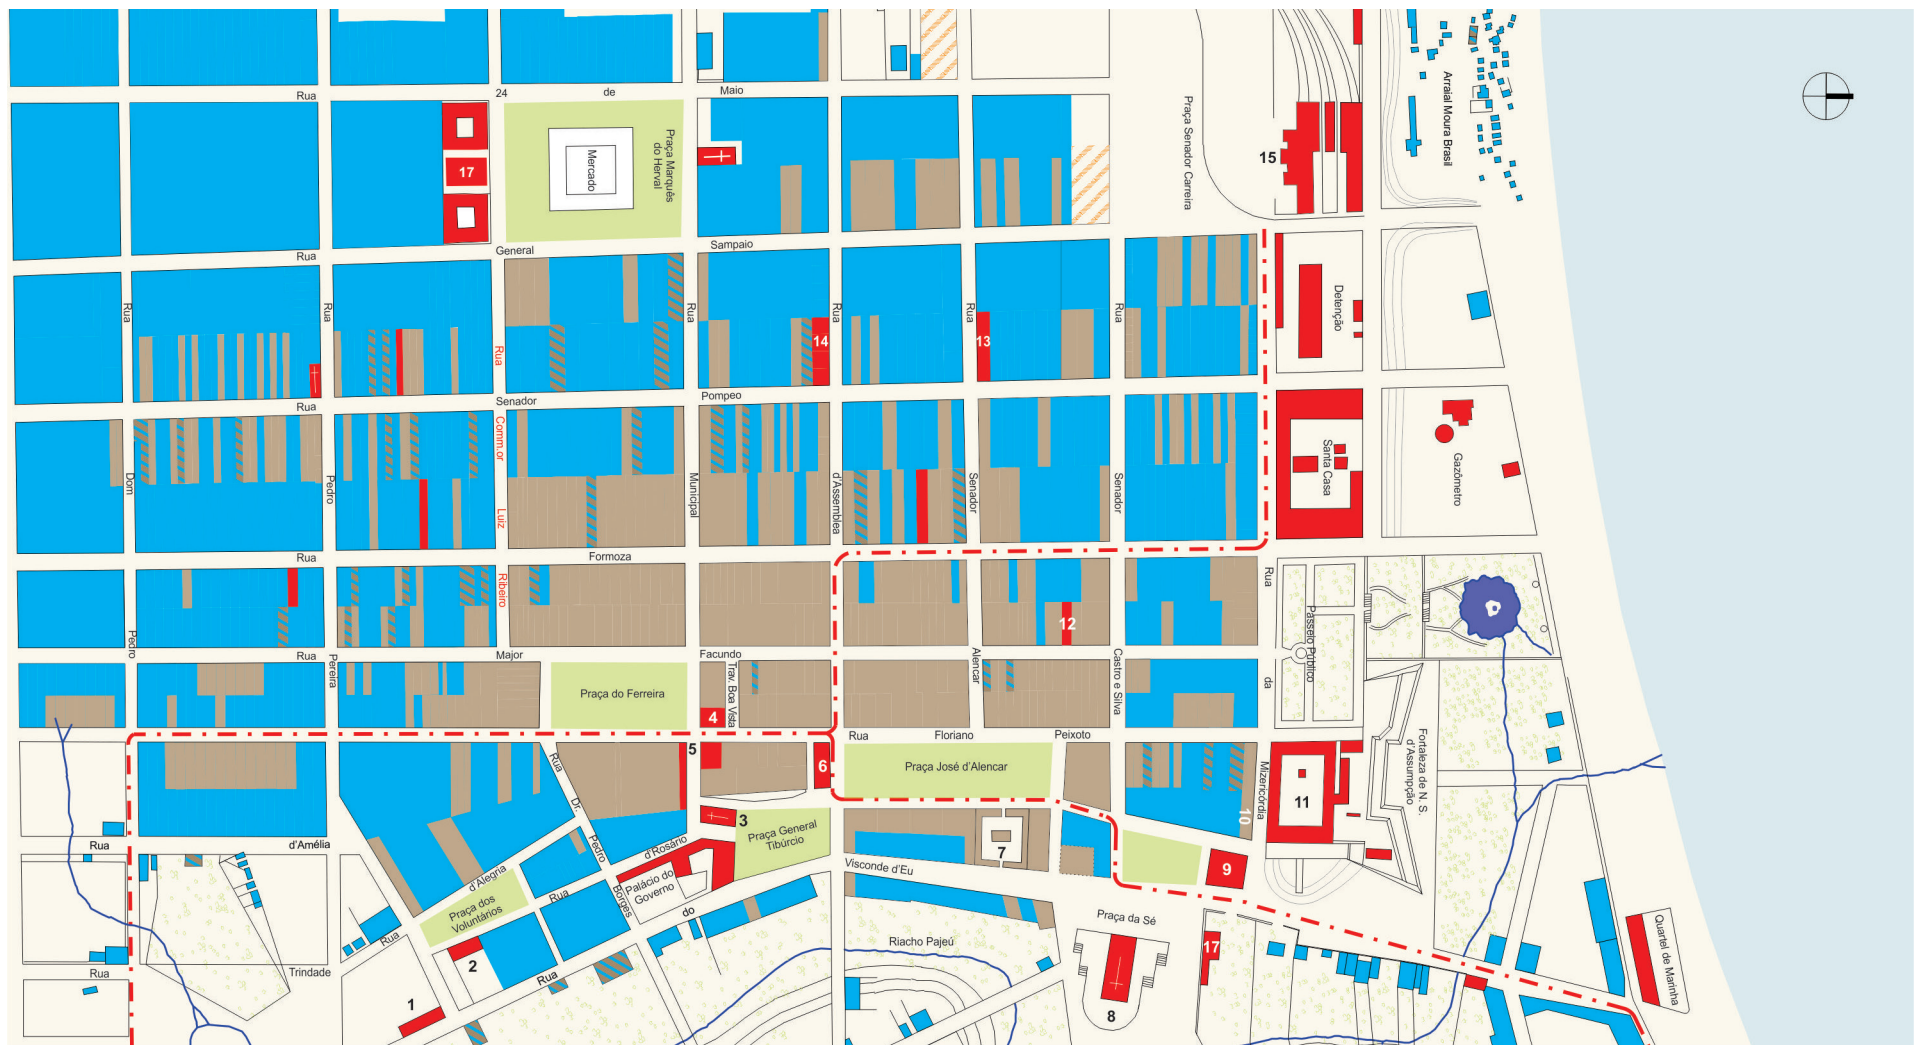 Rua
24
de
Maio
Praça Marquês
do Herval
Mercado
17
Praça Senador Carreira
15
Arraial Moura Brasil
Rua
General
Sampaio
Rua
Rua
Rua
Rua
Rua
Rua
Rua
14
13
Detenção
Rua
Senador
Pompeo
Comm.or
Luiz
Ribeiro
Dom
Pedro
Pedro
Pereira
Municipal
d'Assemblea
Senador
Alencar
Senador
Castro e Silva
Santa Casa
Gazômetro
Rua
Formoza
Rua
da
Mizericórdia
Passeio Público
12
Rua
Major
Facundo
Praça do Ferreira
Trav. Boa Vista
4
5
6
Rua
Floriano
Peixoto
Praça José d'Alencar
Fortaleza de N. S.
d'Assumpção
10
11
Rua
Dr.
Pedro
Borges
3
Praça General
Tibúrcio
7
Rua
d'Amélia
d'Rosário
d'Alegria
Palácio do
Governo
Visconde d'Eu
9
Praça dos
Voluntários
Rua
Rua
do
Rua
Praça da Sé
Riacho Pajeú
17
Quartel de Marinha
2
Rua
Trindade
1
8